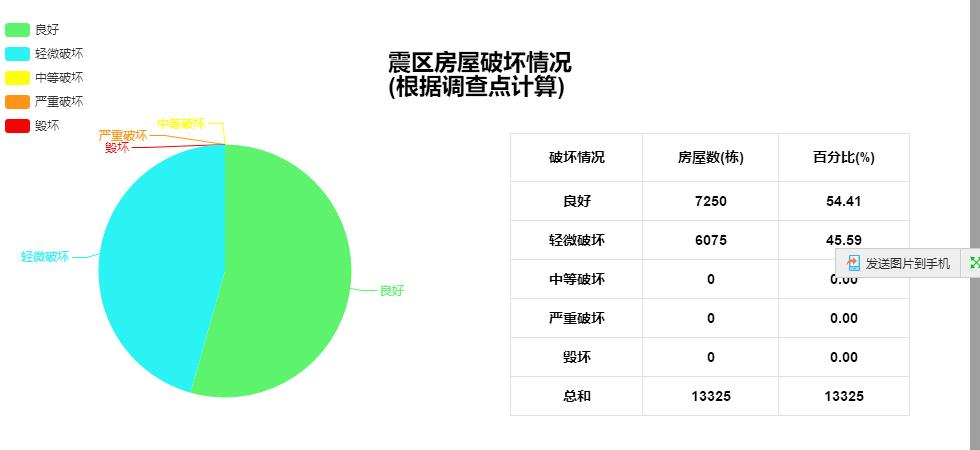 良好
轻微破坏
中等破坏
严重破坏
毁坏
震区房屋破坏情况
(根据调查点计算)
中等破坏
严重破坏
毁坏
轻微破坏
良好
破坏情况 房屋数(栋) 百分比(%)
良好 7250 54.41
轻微破坏 6075 45.59
发送图片到手机
中等破坏 0 0.00
严重破坏 0 0.00
毁坏 0 0.00
总和 13325 13325